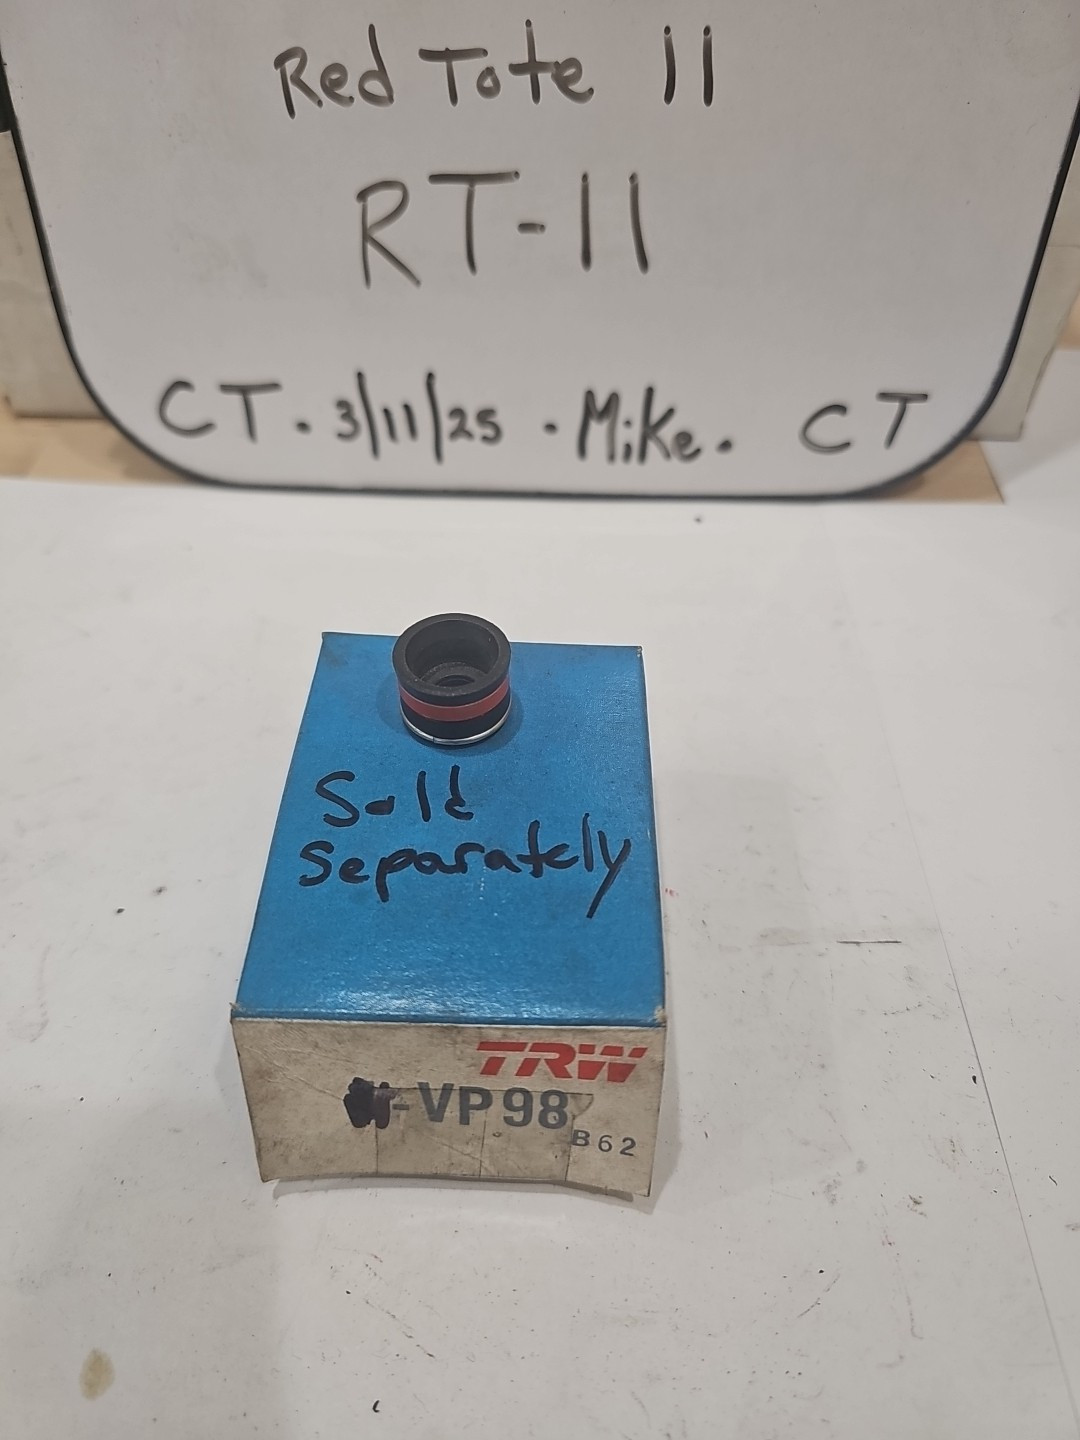 Red Tote 11
RT-11
CT. 3/11/25 . Mike. CT
Sold
Separately
TRW
-VP98
B62